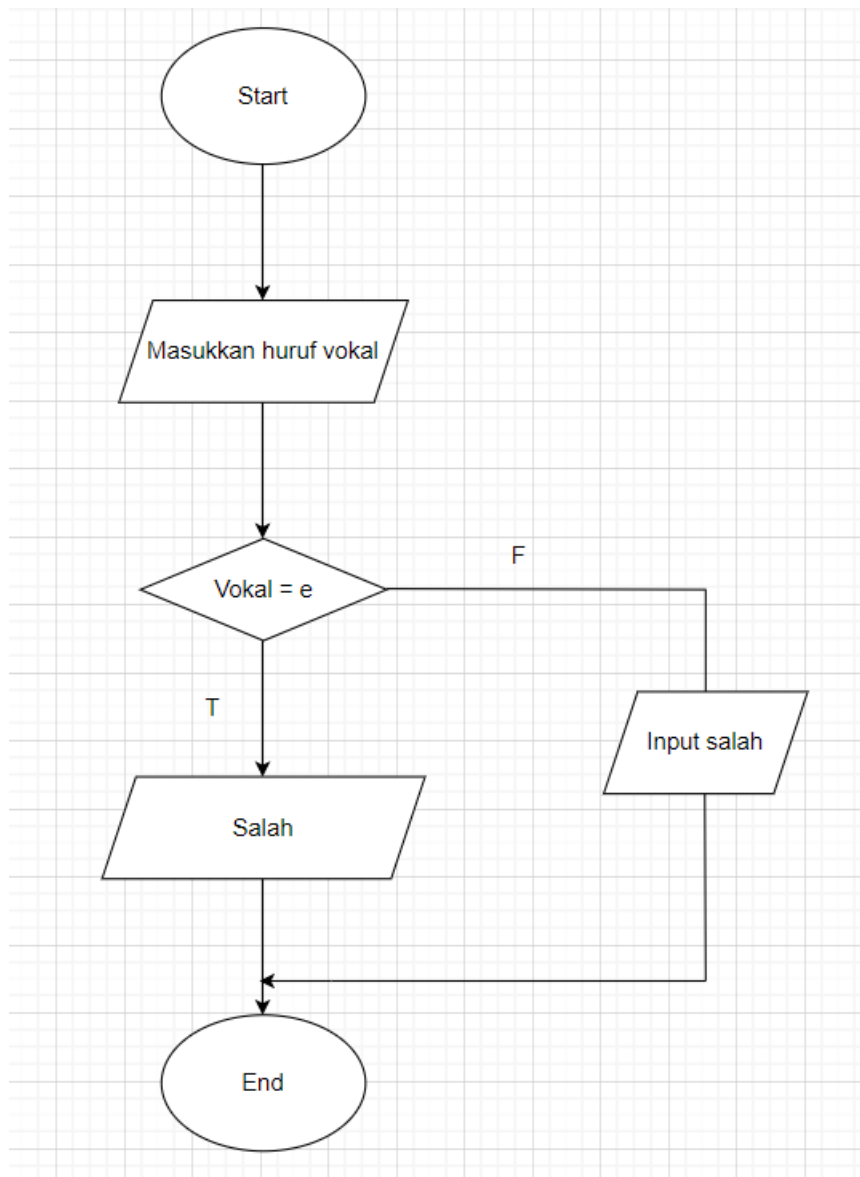 Start
Masukkan huruf vokal
Vokal = e
F
T
Input salah
Salah
End